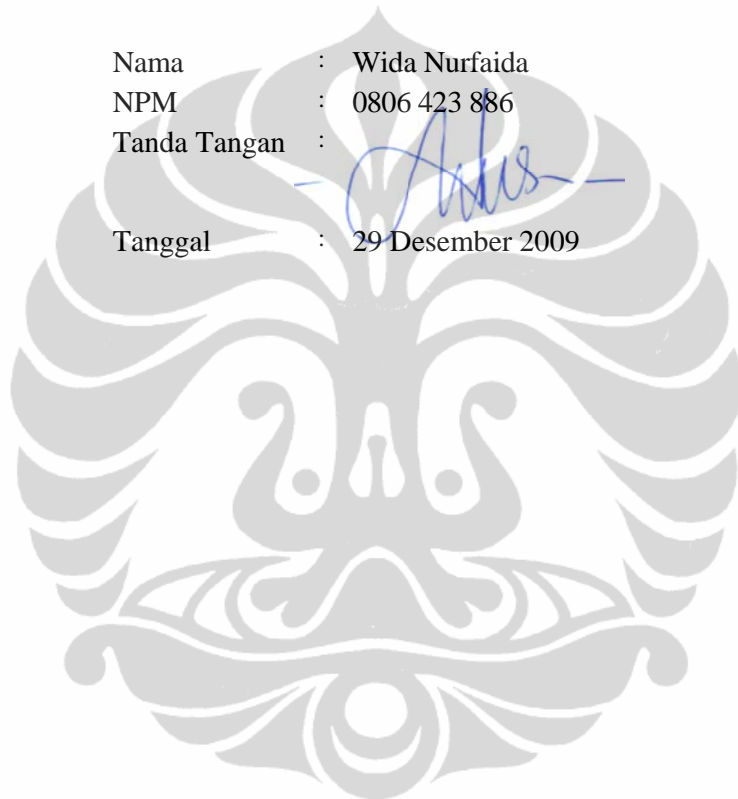 Nama : Wida Nurfaida
NPM : 0806 423 886
Tanda Tangan :
Tanggal : 29 Desember 2009